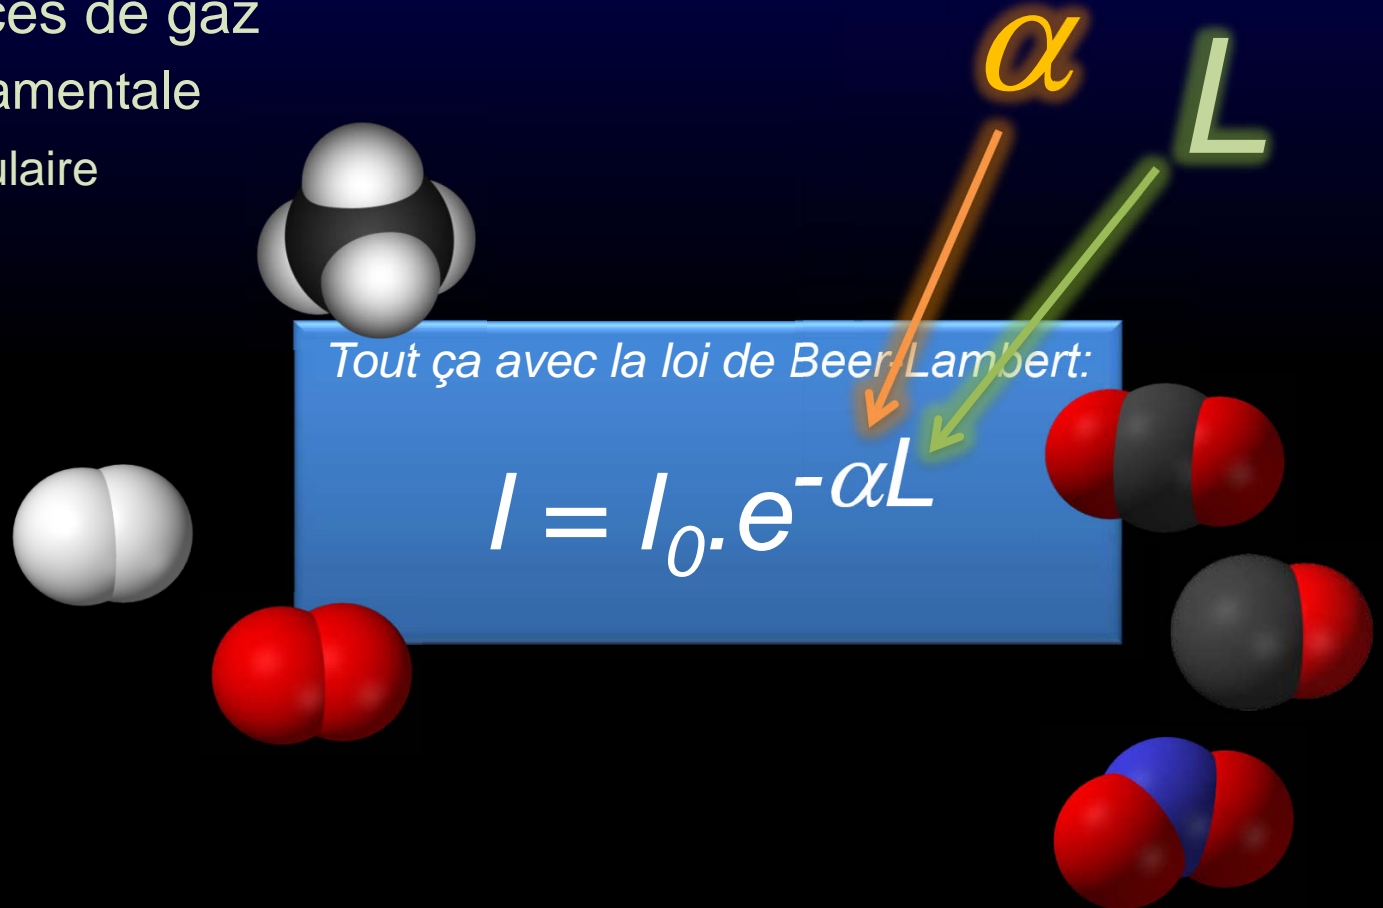 ces de gaz
amentale
ulaire
α
L
Tout ça avec la loi de Beer-Lambert:
I = I₀.e^-αL